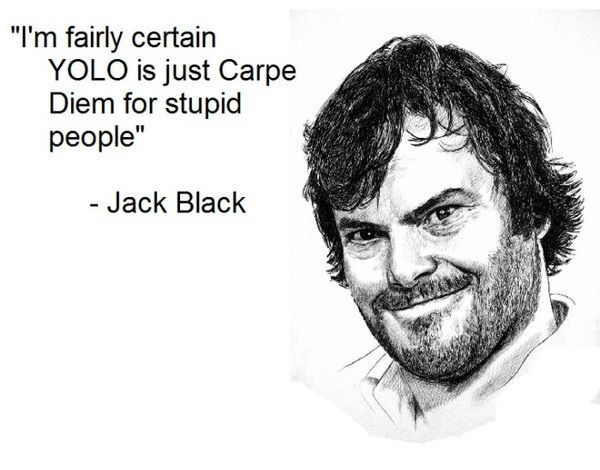 "I'm fairly certain
YOLO is just Carpe
Diem for stupid
people"
- Jack Black